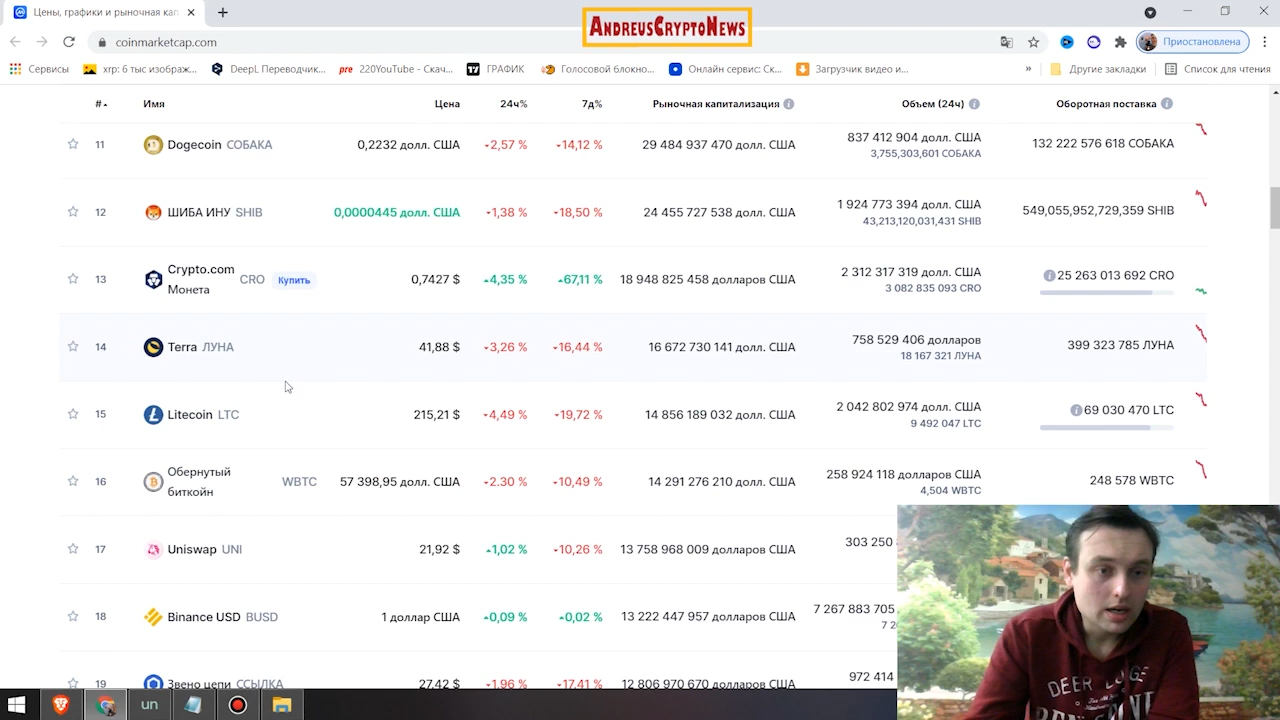 Цены, графики и рыночная кап
AndreusCryptoNews
coinmarketcap.com
Приостановлена
Сервисы
xrp: 6 тыс изображ...
DeepL Переводчик...
pre 220YouTube - Скач...
ГРАФИК
Голосовой блокно...
Онлайн сервис: Ск...
Загрузчик видео и...
»
Другие закладки
Список для чтения
# Имя Цена 24ч% 7д% Рыночная капитализация Объем (24ч) Оборотная поставка
11 Dogecoin СОБАКА 0,2232 долл. США 2,57 % 14,12 % 29 484 937 470 долл. США 837 412 904 долл. США 132 222 576 618 СОБАКА
3,755,303,601 СОБАКА
12 ШИБА ИНУ SHIB 0,0000445 долл. США 1,38 % 18,50 % 24 455 727 538 долл. США 1 924 773 394 долл. США 549,055,952,729,359 SHIB
43,213,120,031,431 SHIB
13 Crypto.com Монета CRO Купить 0,7427 $ 4,35 % 67,11 % 18 948 825 458 долларов США 2 312 317 319 долл. США 25 263 013 692 CRO
3 082 835 093 CRO
14 Terra ЛУНА 41,88 $ 3,26 % 16,44 % 16 672 730 141 долл. США 758 529 406 долларов 399 323 785 ЛУНА
18 167 321 ЛУНА
15 Litecoin LTC 215,21 $ 4,49 % 19,72 % 14 856 189 032 долл. США 2 042 802 974 долл. США 69 030 470 LTC
9 492 047 LTC
16 Обернутый биткойн WBTC 57 398,95 долл. США 2.30 % 10,49 % 14 291 276 210 долл. США 258 924 118 долларов США 248 578 WBTC
4,504 WBTC
17 Uniswap UNI 21,92 $ 1,02 % 10,26 % 13 758 968 009 долларов США 303 250
18 Binance USD BUSD 1 доллар США 0,09 % 0,02 % 13 222 447 957 долларов США 7 267 883 705
19 Звено цепи ССЫЛКА 27,42 $ 1,96 % 17,41 % 12 806 970 670 долларов США 972 414
un
DEER